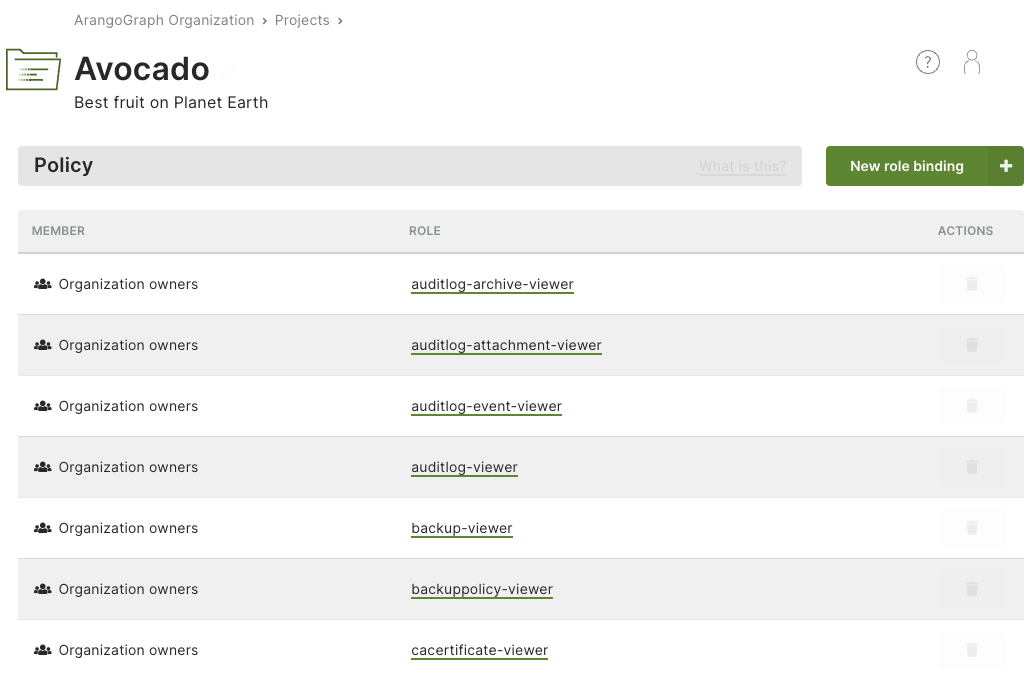 ArangoGraph Organization › Projects ›
Avocado
?
Best fruit on Planet Earth
Policy What is this? New role binding +
MEMBER ROLE ACTIONS
Organization owners auditlog-archive-viewer
Organization owners auditlog-attachment-viewer
Organization owners auditlog-event-viewer
Organization owners auditlog-viewer
Organization owners backup-viewer
Organization owners backuppolicy-viewer
Organization owners cacertificate-viewer